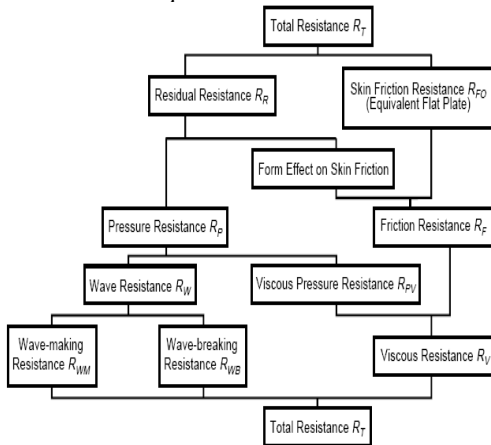 Total Resistance R_T
Residual Resistance R_R
Skin Friction Resistance R_FO
(Equivalent Flat Plate)
Form Effect on Skin Friction
Pressure Resistance R_P
Friction Resistance R_F
Wave Resistance R_W
Viscous Pressure Resistance R_PV
Wave-making
Resistance R_WM
Wave-breaking
Resistance R_WB
Viscous Resistance R_V
Total Resistance R_T